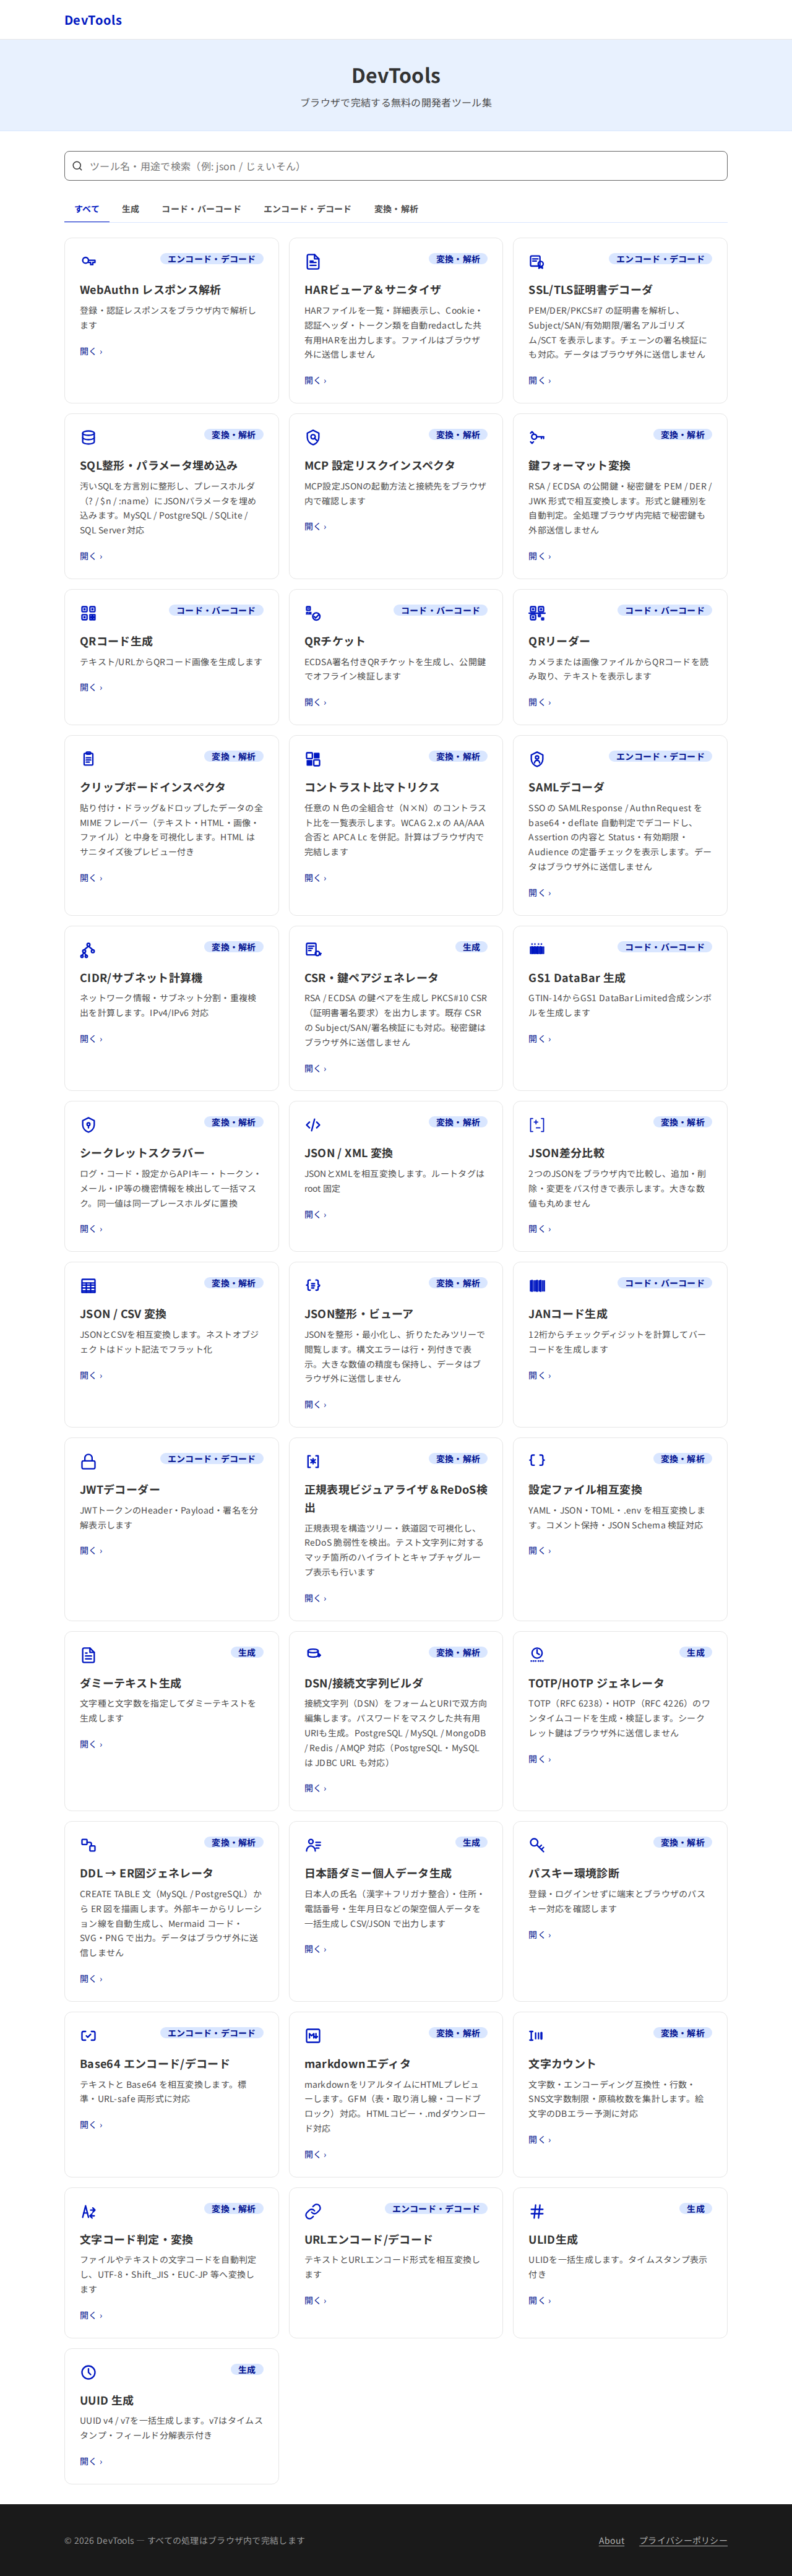 DevTools
DevTools
ブラウザで完結する無料の開発者ツール集
ツール名・用途で検索（例: json / じぇいそん）
すべて
生成
コード・バーコード
エンコード・デコード
変換・解析
エンコード・デコード
WebAuthn レスポンス解析
登録・認証レスポンスをブラウザ内で解析し
ます
開く ›
変換・解析
HARビューア＆サニタイザ
HARファイルを一覧・詳細表示し、Cookie・
認証ヘッダ・トークン類を自動redactした共
有用HARを出力します。ファイルはブラウザ
外に送信しません
開く ›
エンコード・デコード
SSL/TLS証明書デコーダ
PEM/DER/PKCS#7 の証明書を解析し、
Subject/SAN/有効期限/署名アルゴリズ
ム/SCT を表示します。チェーンの署名検証に
も対応。データはブラウザ外に送信しません
開く ›
変換・解析
SQL整形・パラメータ埋め込み
汚いSQLを方言別に整形し、プレースホルダ
（? / $n / :name）にJSONパラメータを埋め
込みます。MySQL / PostgreSQL / SQLite /
SQL Server 対応
開く ›
変換・解析
MCP 設定リスクインスペクタ
MCP設定JSONの起動方法と接続先をブラウザ
内で確認します
開く ›
変換・解析
鍵フォーマット変換
RSA / ECDSA の公開鍵・秘密鍵を PEM / DER /
JWK 形式で相互変換します。形式と鍵種別を
自動判定。全処理ブラウザ内完結で秘密鍵も
外部送信しません
開く ›
コード・バーコード
QRコード生成
テキスト/URLからQRコード画像を生成します
開く ›
コード・バーコード
QRチケット
ECDSA署名付きQRチケットを生成し、公開鍵
でオフライン検証します
開く ›
コード・バーコード
QRリーダー
カメラまたは画像ファイルからQRコードを読
み取り、テキストを表示します
開く ›
変換・解析
クリップボードインスペクタ
貼り付け・ドラッグ&ドロップしたデータの全
MIME フレーバー（テキスト・HTML・画像・
ファイル）と中身を可視化します。HTML は
サニタイズ後プレビュー付き
開く ›
変換・解析
コントラスト比マトリクス
任意の N 色の全組合せ（N×N）のコントラス
ト比を一覧表示します。WCAG 2.x の AA/AAA
合否と APCA Lc を併記。計算はブラウザ内で
完結します
開く ›
エンコード・デコード
SAMLデコーダ
SSO の SAMLResponse / AuthnRequest を
base64・deflate 自動判定でデコードし、
Assertion の内容と Status・有効期限・
Audience の定番チェックを表示します。デー
タはブラウザ外に送信しません
開く ›
変換・解析
CIDR/サブネット計算機
ネットワーク情報・サブネット分割・重複検
出を計算します。IPv4/IPv6 対応
開く ›
生成
CSR・鍵ペアジェネレータ
RSA / ECDSA の鍵ペアを生成し PKCS#10 CSR
（証明書署名要求）を出力します。既存 CSR
の Subject/SAN/署名検証にも対応。秘密鍵は
ブラウザ外に送信しません
開く ›
コード・バーコード
GS1 DataBar 生成
GTIN-14からGS1 DataBar Limited合成シンボ
ルを生成します
開く ›
変換・解析
シークレットスクラバー
ログ・コード・設定からAPIキー・トークン・
メール・IP等の機密情報を検出して一括マス
ク。同一値は同一プレースホルダに置換
開く ›
変換・解析
JSON / XML 変換
JSONとXMLを相互変換します。ルートタグは
root 固定
開く ›
変換・解析
JSON差分比較
2つのJSONをブラウザ内で比較し、追加・削
除・変更をパス付きで表示します。大きな数
値も丸めません
開く ›
変換・解析
JSON / CSV 変換
JSONとCSVを相互変換します。ネストオブジ
ェクトはドット記法でフラット化
開く ›
変換・解析
JSON整形・ビューア
JSONを整形・最小化し、折りたたみツリーで
閲覧します。構文エラーは行・列付きで表
示。大きな数値の精度も保持し、データはブ
ラウザ外に送信しません
開く ›
コード・バーコード
JANコード生成
12桁からチェックディジットを計算してバー
コードを生成します
開く ›
エンコード・デコード
JWTデコーダー
JWTトークンのHeader・Payload・署名を分
解表示します
開く ›
変換・解析
正規表現ビジュアライザ＆ReDoS検
出
正規表現を構造ツリー・鉄道図で可視化し、
ReDoS 脆弱性を検出。テスト文字列に対する
マッチ箇所のハイライトとキャプチャグルー
プ表示も行います
開く ›
変換・解析
設定ファイル相互変換
YAML・JSON・TOML・.env を相互変換しま
す。コメント保持・JSON Schema 検証対応
開く ›
生成
ダミーテキスト生成
文字種と文字数を指定してダミーテキストを
生成します
開く ›
変換・解析
DSN/接続文字列ビルダ
接続文字列（DSN）をフォームとURIで双方向
編集します。パスワードをマスクした共有用
URIも生成。PostgreSQL / MySQL / MongoDB
/ Redis / AMQP 対応（PostgreSQL・MySQL
は JDBC URL も対応）
開く ›
生成
TOTP/HOTP ジェネレータ
TOTP（RFC 6238）・HOTP（RFC 4226）のワ
ンタイムコードを生成・検証します。シーク
レット鍵はブラウザ外に送信しません
開く ›
変換・解析
DDL → ER図ジェネレータ
CREATE TABLE 文（MySQL / PostgreSQL）か
ら ER 図を描画します。外部キーからリレーシ
ョン線を自動生成し、Mermaid コード・
SVG・PNG で出力。データはブラウザ外に送
信しません
開く ›
生成
日本語ダミー個人データ生成
日本人の氏名（漢字＋フリガナ整合）・住所・
電話番号・生年月日などの架空個人データを
一括生成し CSV/JSON で出力します
開く ›
変換・解析
パスキー環境診断
登録・ログインせずに端末とブラウザのパス
キー対応を確認します
開く ›
エンコード・デコード
Base64 エンコード/デコード
テキストと Base64 を相互変換します。標
準・URL-safe 両形式に対応
開く ›
変換・解析
markdownエディタ
markdownをリアルタイムにHTMLプレビュ
ーします。GFM（表・取り消し線・コードブ
ロック）対応。HTMLコピー・.mdダウンロー
ド対応
開く ›
変換・解析
文字カウント
文字数・エンコーディング互換性・行数・
SNS文字数制限・原稿枚数を集計します。絵
文字のDBエラー予測に対応
開く ›
変換・解析
文字コード判定・変換
ファイルやテキストの文字コードを自動判定
し、UTF-8・Shift_JIS・EUC-JP 等へ変換し
ます
開く ›
エンコード・デコード
URLエンコード/デコード
テキストとURLエンコード形式を相互変換し
ます
開く ›
生成
ULID生成
ULIDを一括生成します。タイムスタンプ表示
付き
開く ›
生成
UUID 生成
UUID v4 / v7を一括生成します。v7はタイムス
タンプ・フィールド分解表示付き
開く ›
© 2026 DevTools — すべての処理はブラウザ内で完結します
About
プライバシーポリシー